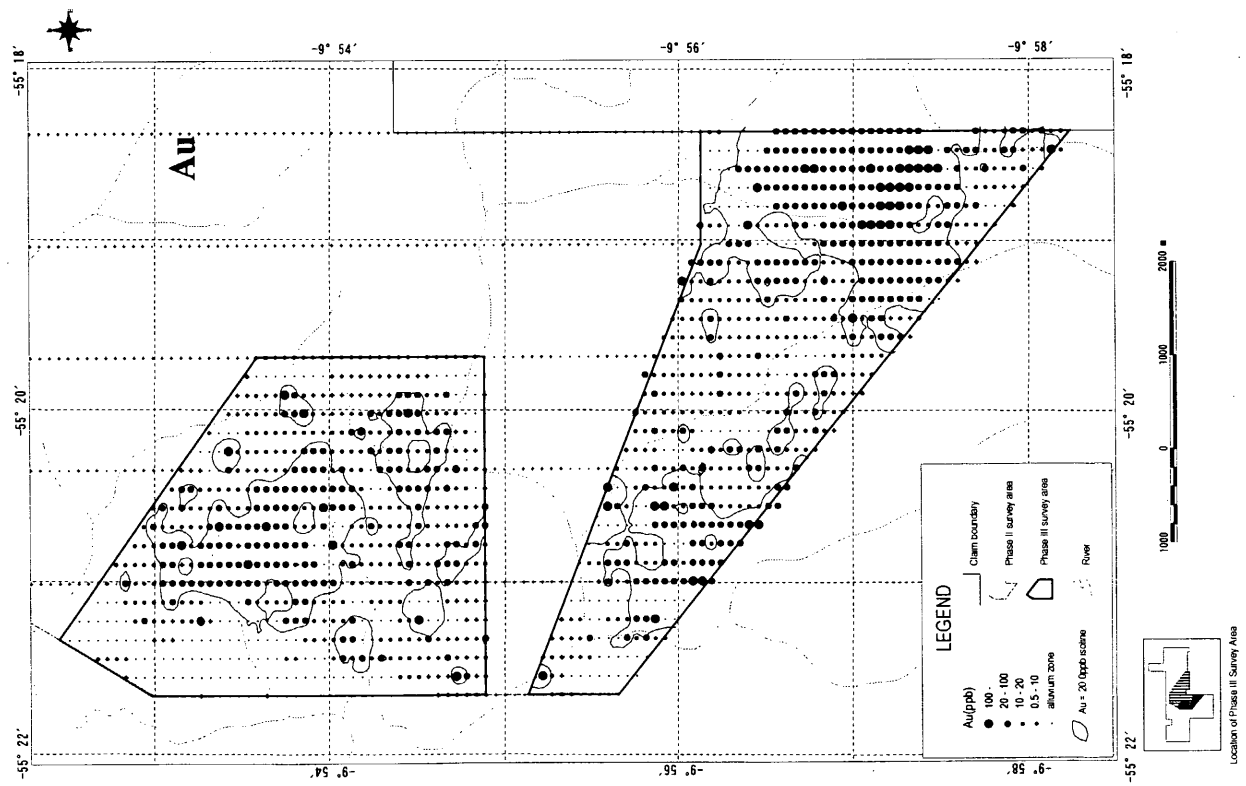 Au
-55° 18′
-9° 54′
-9° 56′
-9° 58′
-55° 18′
-55° 20′
-55° 20′
-55° 22′
-9° 54′
-9° 56′
-9° 58′
-55° 22′
LEGEND
Au(ppb)
100 -
20 - 100
10 - 20
0.5 - 10
alluvium zone
Au = 20.0ppb isoline
Claim boundary
Phase II survey area
Phase III survey area
River
1000 0 1000 2000 m
Location of Phase III Survey Area